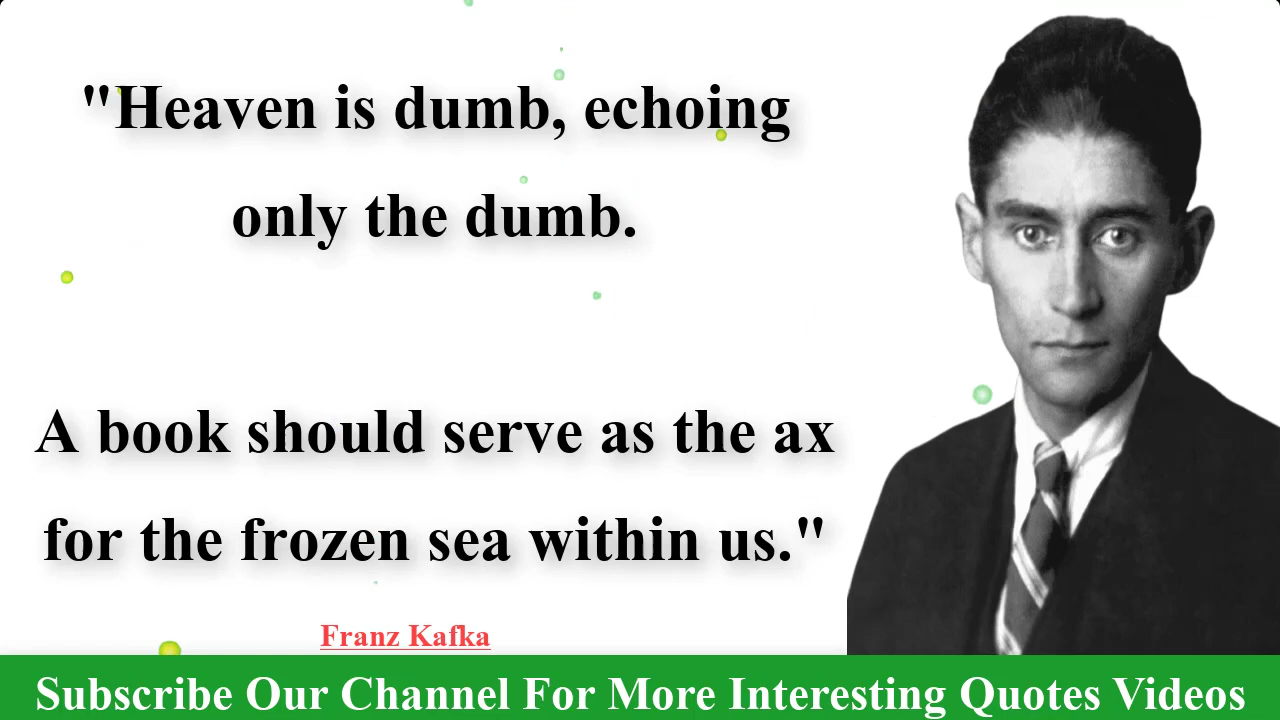 "Heaven is dumb, echoing
only the dumb.
A book should serve as the ax
for the frozen sea within us."
Franz Kafka
Subscribe Our Channel For More Interesting Quotes Videos